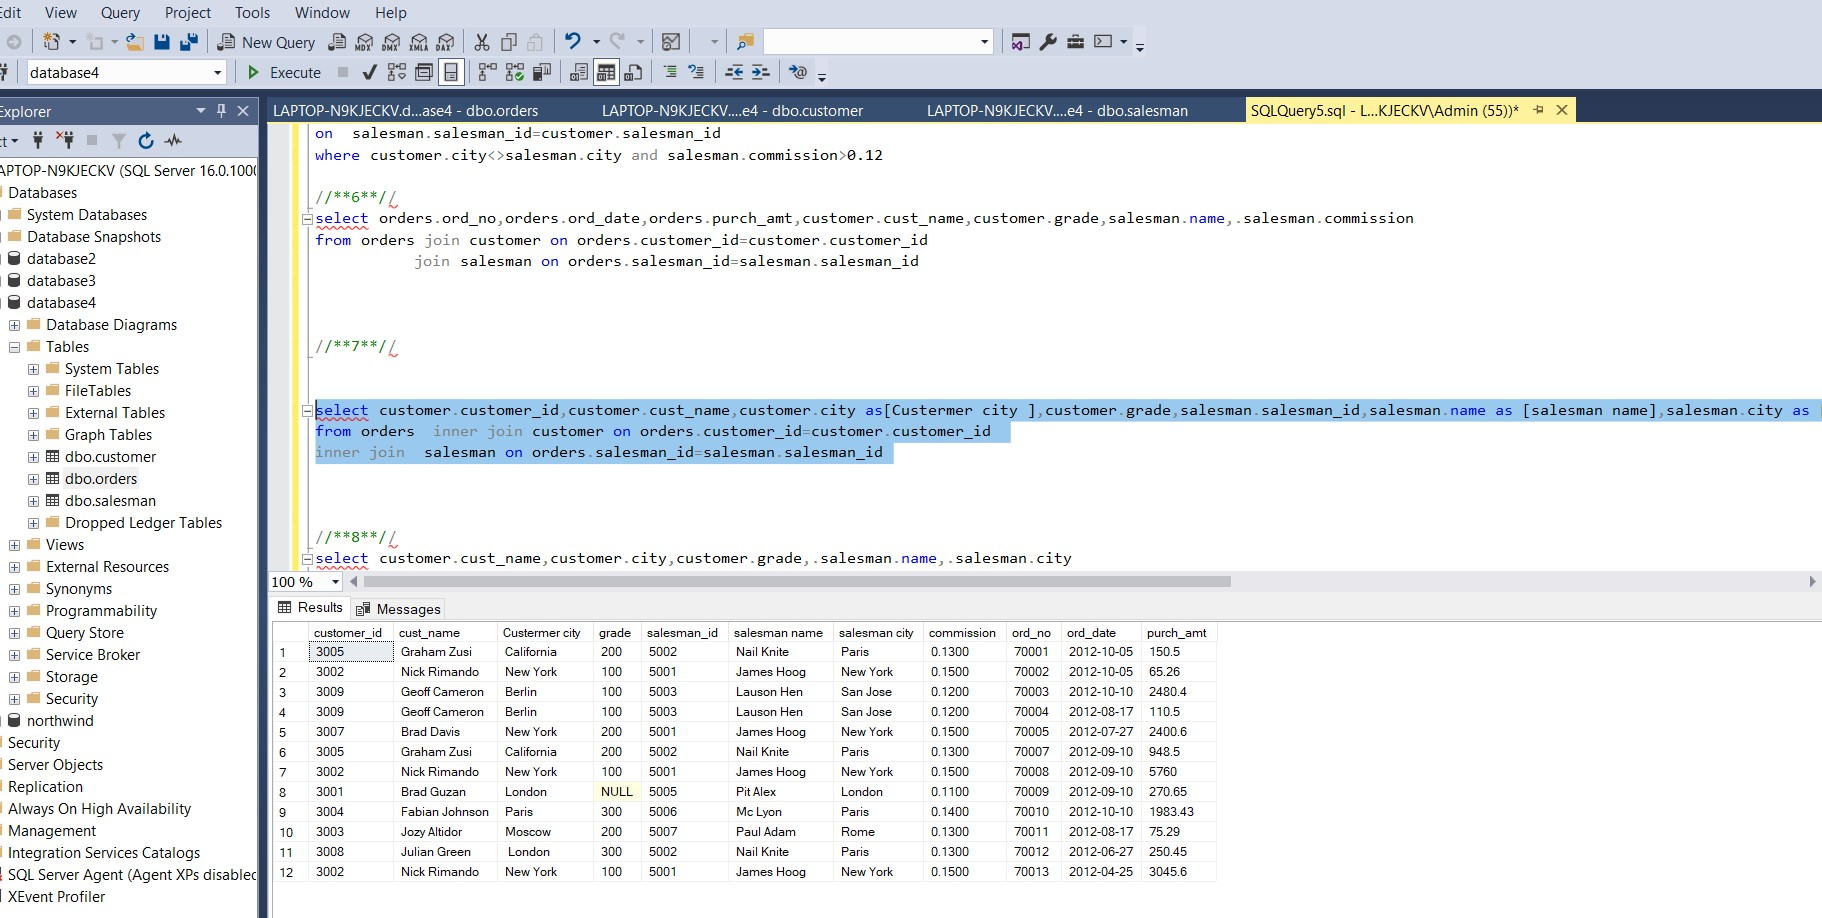 Edit View Query Project Tools Window Help
New Query MDX DMX XMLA DAX
database4 Execute
Explorer
LAPTOP-N9KJECKV.d...ase4 - dbo.orders LAPTOP-N9KJECKV....e4 - dbo.customer LAPTOP-N9KJECKV....e4 - dbo.salesman SQLQuery5.sql - L...KJECKV\Admin (55))*
ct
APTOP-N9KJECKV (SQL Server 16.0.1000
Databases
System Databases
Database Snapshots
database2
database3
database4
Database Diagrams
Tables
System Tables
FileTables
External Tables
Graph Tables
dbo.customer
dbo.orders
dbo.salesman
Dropped Ledger Tables
Views
External Resources
Synonyms
Programmability
Query Store
Service Broker
Storage
Security
northwind
Security
Server Objects
Replication
Always On High Availability
Management
Integration Services Catalogs
SQL Server Agent (Agent XPs disabled
XEvent Profiler
on salesman.salesman_id=customer.salesman_id
where customer.city<>salesman.city and salesman.commission>0.12
//**6**//
select orders.ord_no,orders.ord_date,orders.purch_amt,customer.cust_name,customer.grade,salesman.name,.salesman.commission
from orders join customer on orders.customer_id=customer.customer_id
join salesman on orders.salesman_id=salesman.salesman_id
//**7**//
select customer.customer_id,customer.cust_name,customer.city as[Custermer city ],customer.grade,salesman.salesman_id,salesman.name as [salesman name],salesman.city as [
from orders inner join customer on orders.customer_id=customer.customer_id
inner join salesman on orders.salesman_id=salesman.salesman_id
//**8**//
select customer.cust_name,customer.city,customer.grade,.salesman.name,.salesman.city
100 %
Results Messages
customer_id cust_name Custermer city grade salesman_id salesman name salesman city commission ord_no ord_date purch_amt
1 3005 Graham Zusi California 200 5002 Nail Knite Paris 0.1300 70001 2012-10-05 150.5
2 3002 Nick Rimando New York 100 5001 James Hoog New York 0.1500 70002 2012-10-05 65.26
3 3009 Geoff Cameron Berlin 100 5003 Lauson Hen San Jose 0.1200 70003 2012-10-10 2480.4
4 3009 Geoff Cameron Berlin 100 5003 Lauson Hen San Jose 0.1200 70004 2012-08-17 110.5
5 3007 Brad Davis New York 200 5001 James Hoog New York 0.1500 70005 2012-07-27 2400.6
6 3005 Graham Zusi California 200 5002 Nail Knite Paris 0.1300 70007 2012-09-10 948.5
7 3002 Nick Rimando New York 100 5001 James Hoog New York 0.1500 70008 2012-09-10 5760
8 3001 Brad Guzan London NULL 5005 Pit Alex London 0.1100 70009 2012-09-10 270.65
9 3004 Fabian Johnson Paris 300 5006 Mc Lyon Paris 0.1400 70010 2012-10-10 1983.43
10 3003 Jozy Altidor Moscow 200 5007 Paul Adam Rome 0.1300 70011 2012-08-17 75.29
11 3008 Julian Green London 300 5002 Nail Knite Paris 0.1300 70012 2012-06-27 250.45
12 3002 Nick Rimando New York 100 5001 James Hoog New York 0.1500 70013 2012-04-25 3045.6